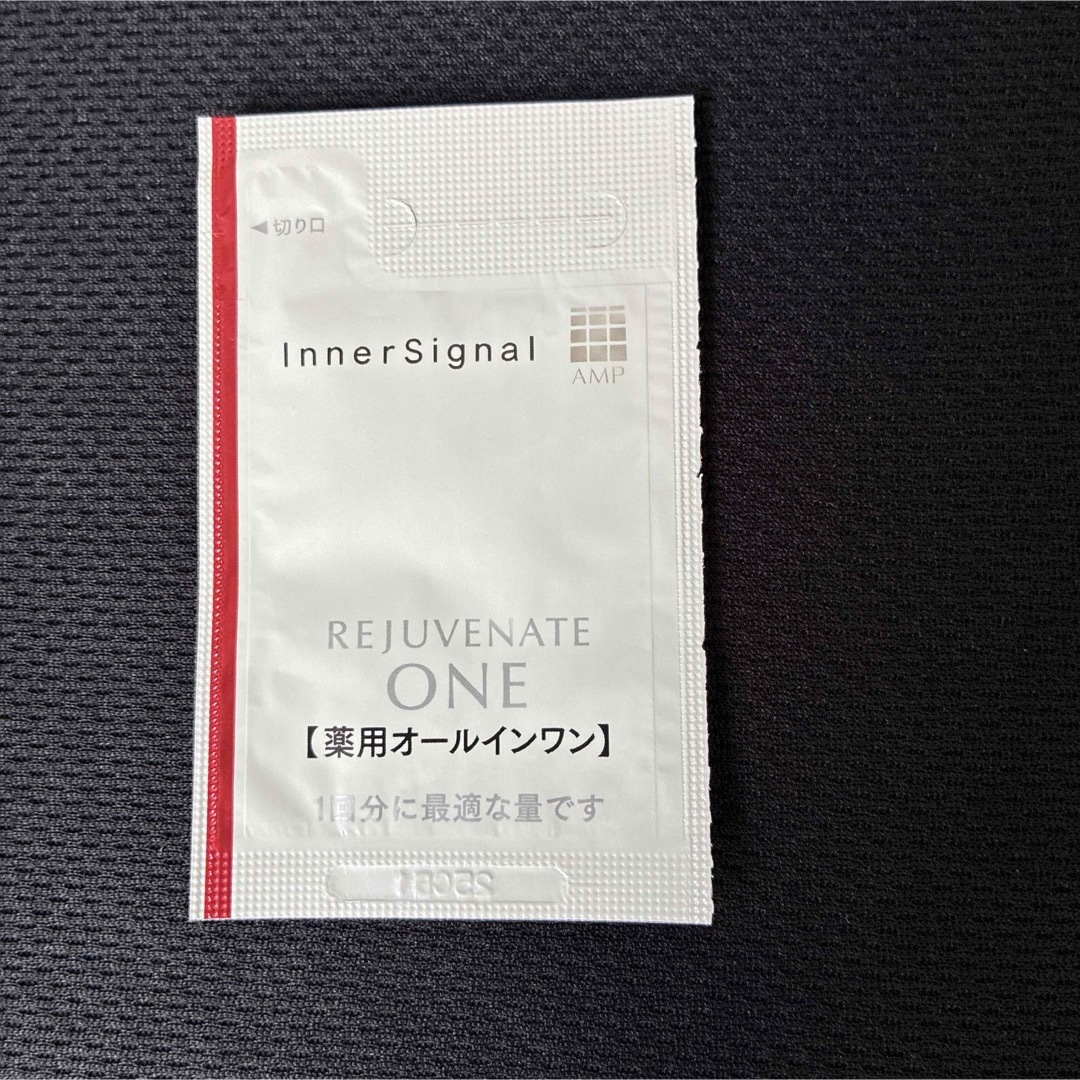 ◀切り口
InnerSignal
AMP
REJUVENATE
ONE
【薬用オールインワン】
1回分に最適な量です